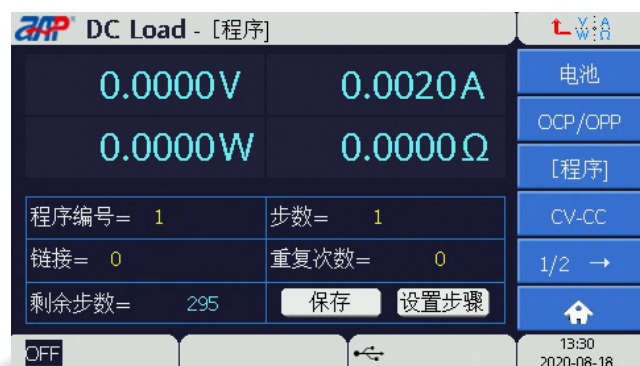 ZAP DC Load - [程序]
V A
W Ω
0.0000V 0.0020A
0.0000W 0.0000Ω
程序编号= 1 步数= 1
链接= 0 重复次数= 0
剩余步数= 295 保存 设置步骤
电池
OCP/OPP
[程序]
CV-CC
1/2 →
OFF
13:30
2020-08-18